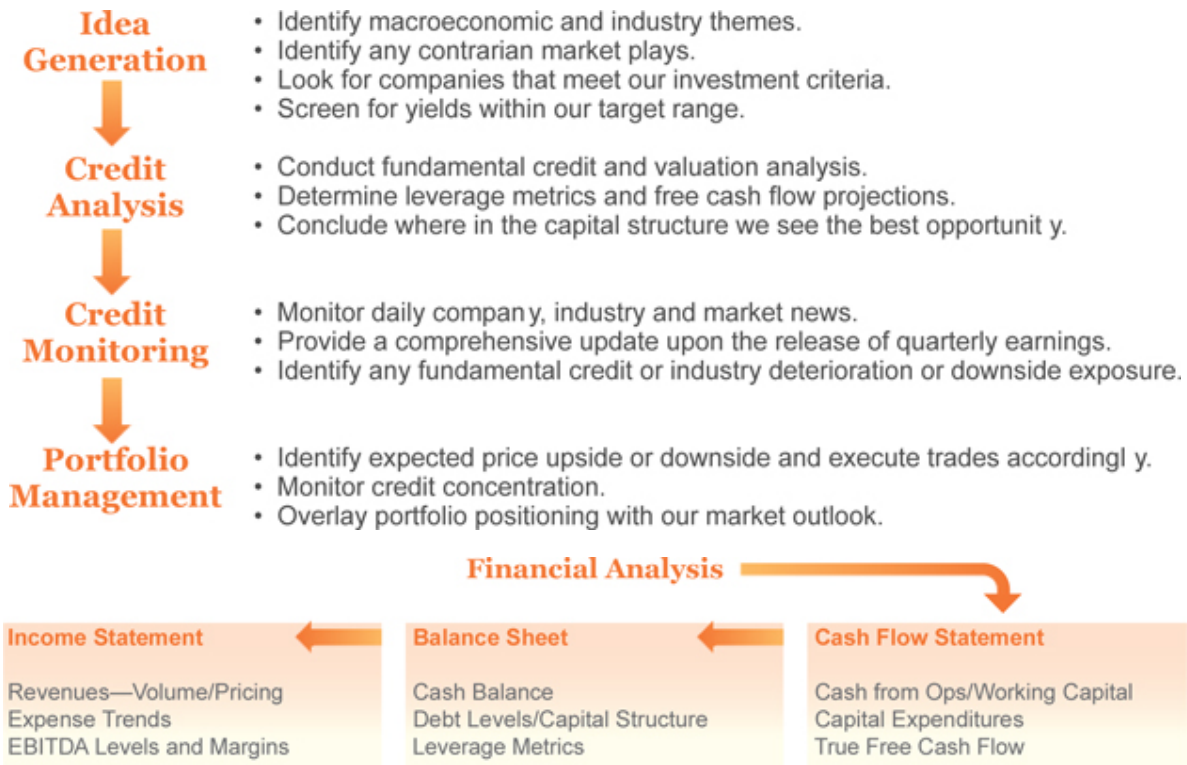 Idea
Generation
• Identify macroeconomic and industry themes.
• Identify any contrarian market plays.
• Look for companies that meet our investment criteria.
• Screen for yields within our target range.
Credit
Analysis
• Conduct fundamental credit and valuation analysis.
• Determine leverage metrics and free cash flow projections.
• Conclude where in the capital structure we see the best opportunit y.
Credit
Monitoring
• Monitor daily company, industry and market news.
• Provide a comprehensive update upon the release of quarterly earnings.
• Identify any fundamental credit or industry deterioration or downside exposure.
Portfolio
Management
• Identify expected price upside or downside and execute trades accordingl y.
• Monitor credit concentration.
• Overlay portfolio positioning with our market outlook.
Financial Analysis
Income Statement
Revenues—Volume/Pricing
Expense Trends
EBITDA Levels and Margins
Balance Sheet
Cash Balance
Debt Levels/Capital Structure
Leverage Metrics
Cash Flow Statement
Cash from Ops/Working Capital
Capital Expenditures
True Free Cash Flow